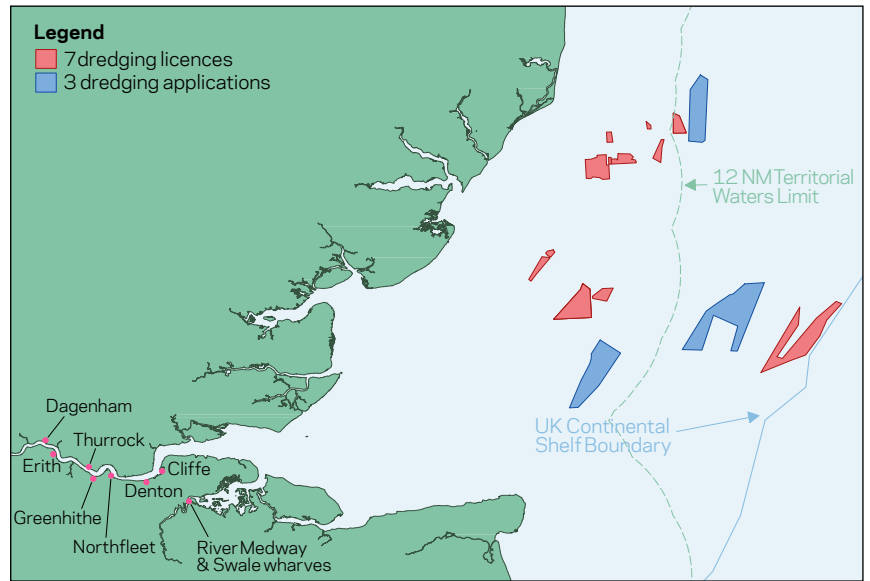 Legend
7 dredging licences
3 dredging applications
12 NM Territorial
Waters Limit
UK Continental
Shelf Boundary
Dagenham
Thurrock
Erith
Cliffe
Denton
Greenhithe
Northfleet
River Medway
& Swale wharves